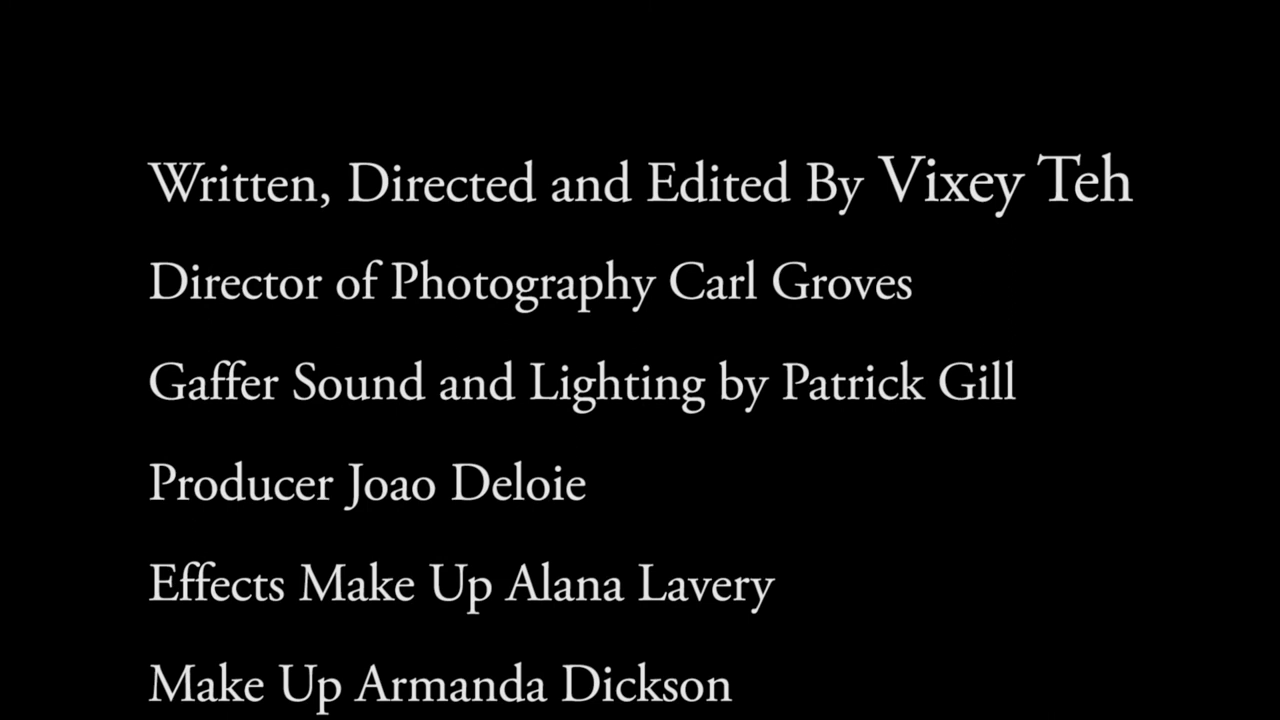 Written, Directed and Edited By Vixey Teh
Director of Photography Carl Groves
Gaffer Sound and Lighting by Patrick Gill
Producer Joao Deloie
Effects Make Up Alana Lavery
Make Up Armanda Dickson